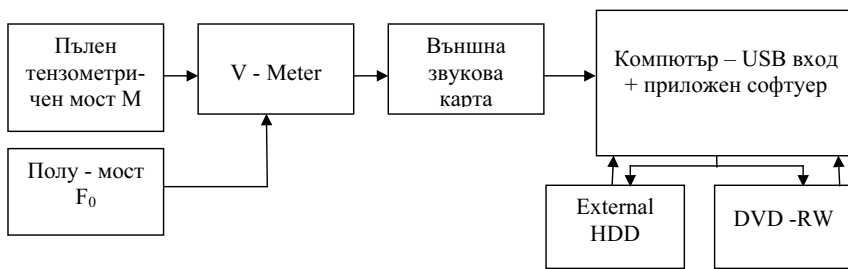 Пълен
тензометри-
чен мост М
V - Meter
Външна
звукова
карта
Компютър – USB вход
+ приложен софтуер
Полу - мост
F₀
External
HDD
DVD -RW